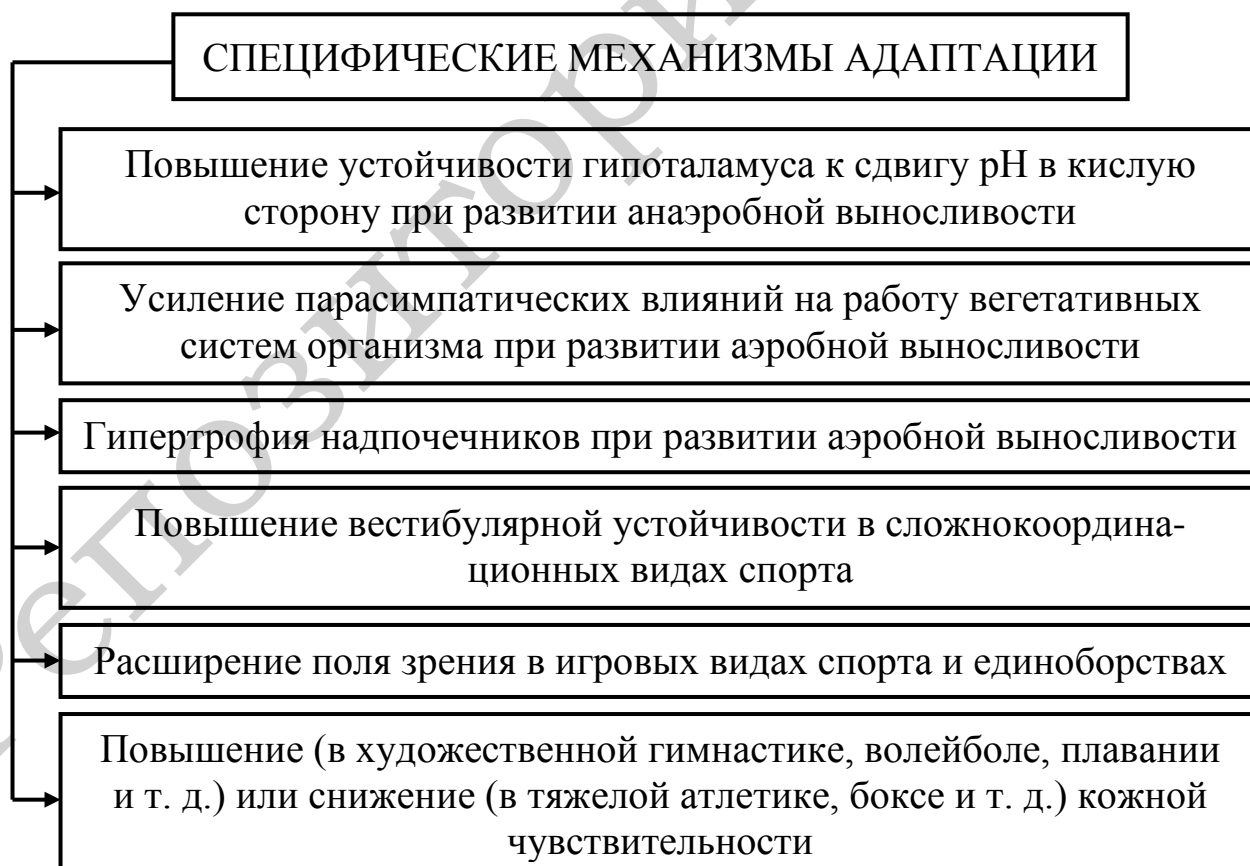 СПЕЦИФИЧЕСКИЕ МЕХАНИЗМЫ АДАПТАЦИИ
Повышение устойчивости гипоталамуса к сдвигу pH в кислую
сторону при развитии анаэробной выносливости
Усиление парасимпатических влияний на работу вегетативных
систем организма при развитии аэробной выносливости
Гипертрофия надпочечников при развитии аэробной выносливости
Повышение вестибулярной устойчивости в сложнокоордина-
ционных видах спорта
Расширение поля зрения в игровых видах спорта и единоборствах
Повышение (в художественной гимнастике, волейболе, плавании
и т. д.) или снижение (в тяжелой атлетике, боксе и т. д.) кожной
чувствительности